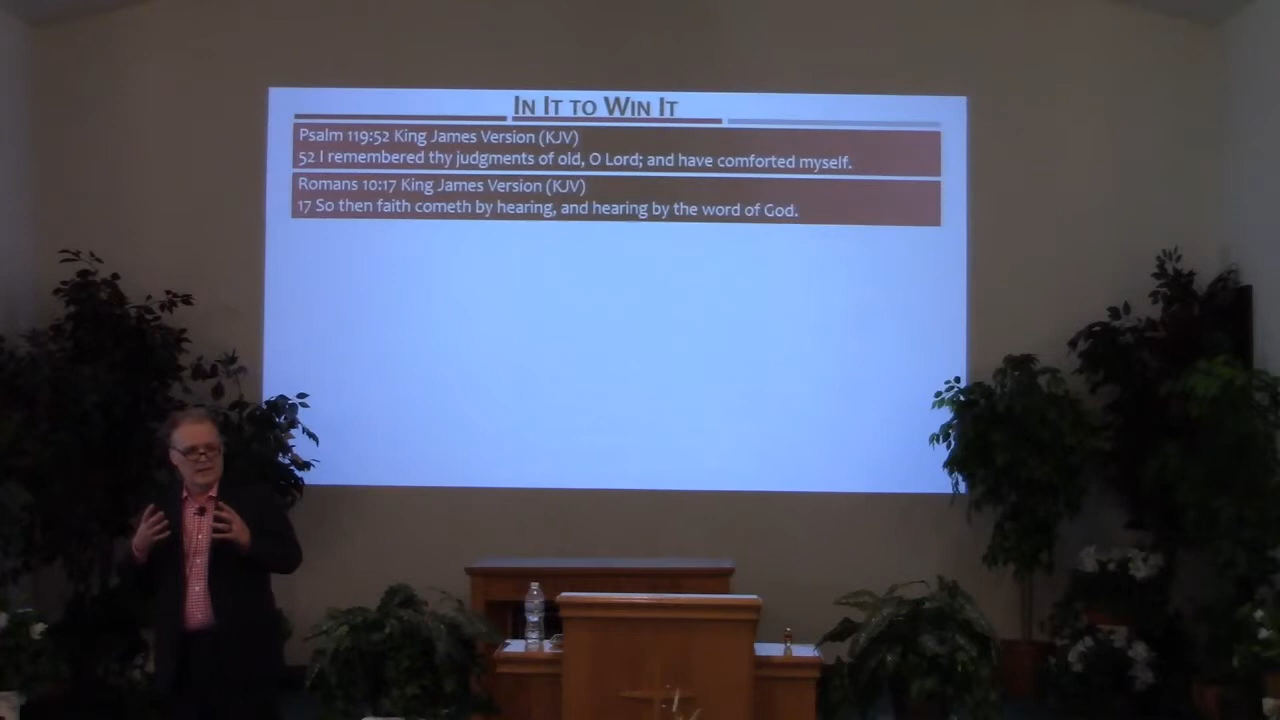 In It to Win It
Psalm 119:52 King James Version (KJV)
52 I remembered thy judgments of old, O Lord; and have comforted myself.
Romans 10:17 King James Version (KJV)
17 So then faith cometh by hearing, and hearing by the word of God.